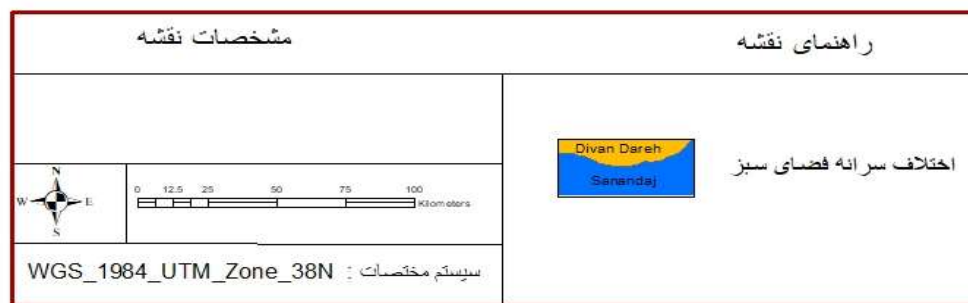 راهنمای نقشه
مشخصات نقشه
Divan Dareh
Sanandaj
اختلاف سرانه فضای سبز
N
W E
S
0 12.5 25 50 75 100
Kilometers
سیستم مختصات : WGS_1984_UTM_Zone_38N